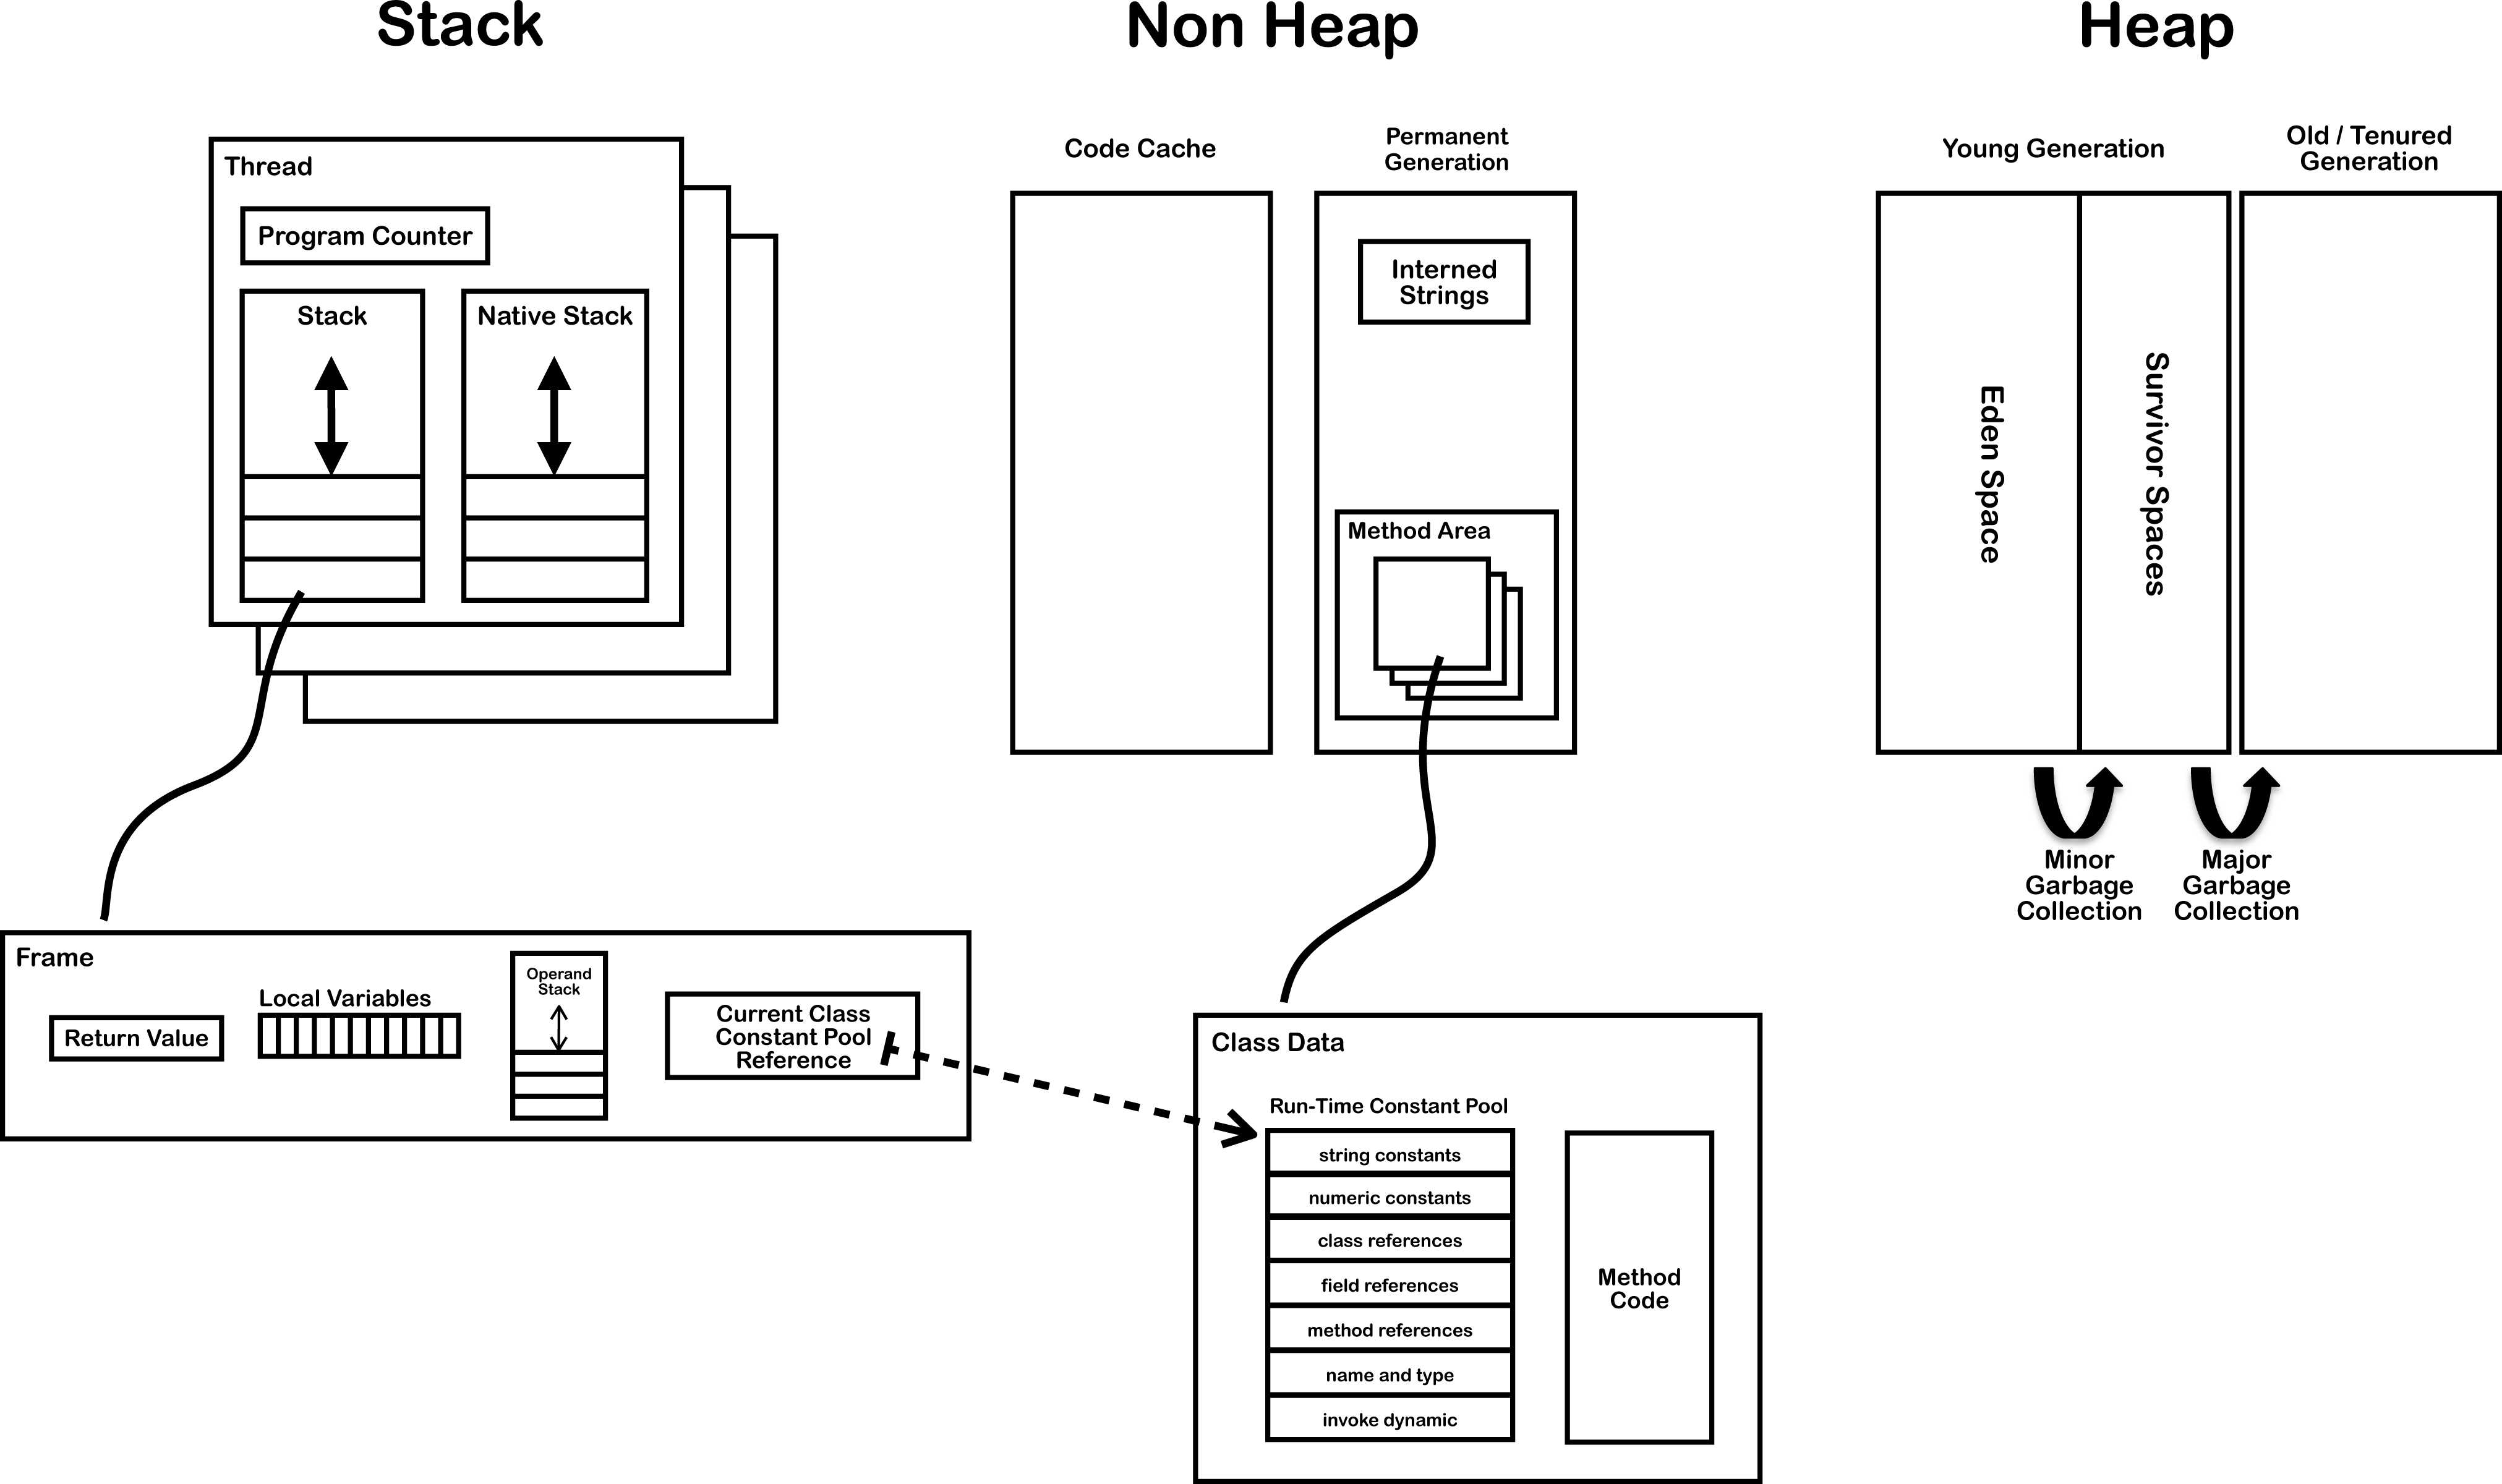 Stack
Non Heap
Heap
Thread
Program Counter
Stack
Native Stack
Code Cache
Permanent
Generation
Interned
Strings
Method Area
Young Generation
Old / Tenured
Generation
Eden Space
Survivor Spaces
Minor
Garbage
Collection
Major
Garbage
Collection
Frame
Return Value
Local Variables
Operand
Stack
Current Class
Constant Pool
Reference
Class Data
Run-Time Constant Pool
string constants
numeric constants
class references
field references
method references
name and type
invoke dynamic
Method
Code